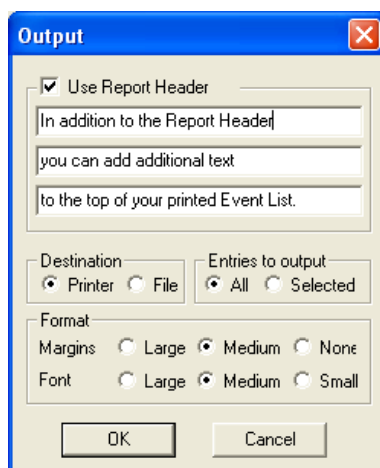 Output
Use Report Header
In addition to the Report Header
you can add additional text
to the top of your printed Event List.
Destination
Printer File
Entries to output
All Selected
Format
Margins Large Medium None
Font Large Medium Small
OK Cancel